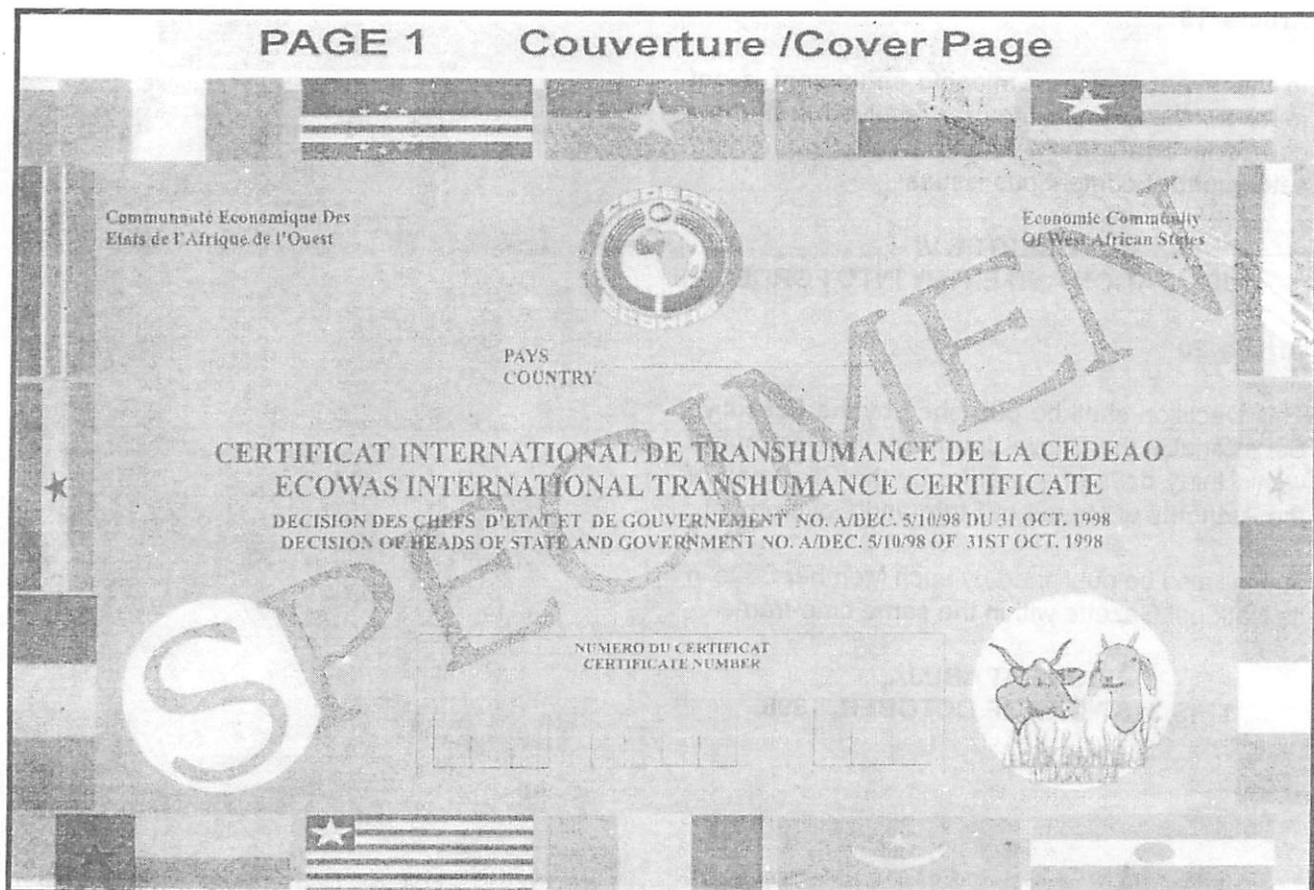 PAGE 1 Couverture /Cover Page
Communauté Economique Des
Etats de l'Afrique de l'Ouest
Economic Community
Of West African States
PAYS
COUNTRY
SPECIMEN
CERTIFICAT INTERNATIONAL DE TRANSHUMANCE DE LA CEDEAO
ECOWAS INTERNATIONAL TRANSHUMANCE CERTIFICATE
DECISION DES CHEFS D'ETAT ET DE GOUVERNEMENT NO. A/DEC. 5/10/98 DU 31 OCT. 1998
DECISION OF HEADS OF STATE AND GOVERNMENT NO. A/DEC. 5/10/98 OF 31ST OCT. 1998
NUMERO DU CERTIFICAT
CERTIFICATE NUMBER